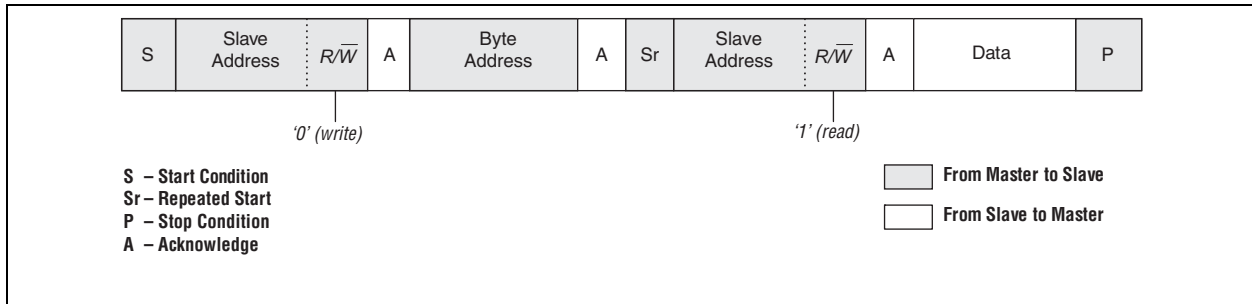 S Slave Address R/W̅ A Byte Address A Sr Slave Address R/W̅ A Data P
‘0’ (write) ‘1’ (read)
S – Start Condition
Sr – Repeated Start
P – Stop Condition
A – Acknowledge
From Master to Slave
From Slave to Master